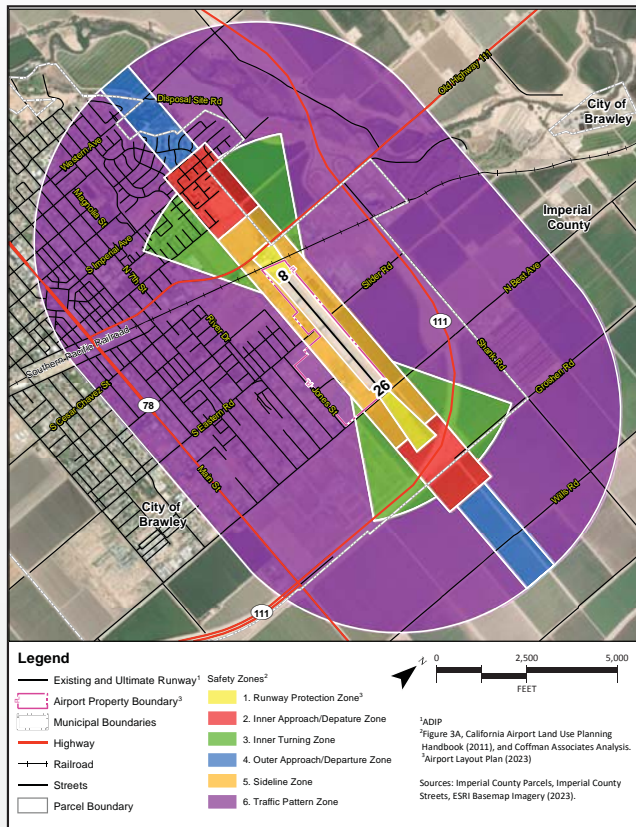 Old Highway 111
Disposal Site Rd
City of
Brawley
Western Ave
Magnolia St
Imperial
County
S Imperial Ave
N 7th St
8
Slider Rd
N Best Ave
River Dr
111
Shank Rd
Southern Pacific Railroad
26
Groshen Rd
S Cesar Chavez St
78
Jones St
S Eastern Rd
Main St
Wills Rd
City of
Brawley
111
Legend
Existing and Ultimate Runway¹
Airport Property Boundary³
Municipal Boundaries
Highway
Railroad
Streets
Parcel Boundary
Safety Zones²
1. Runway Protection Zone³
2. Inner Approach/Depature Zone
3. Inner Turning Zone
4. Outer Approach/Departure Zone
5. Sideline Zone
6. Traffic Pattern Zone
N
0 2,500 5,000
FEET
¹ADIP
²Figure 3A, California Airport Land Use Planning
Handbook (2011), and Coffman Associates Analysis.
³Airport Layout Plan (2023)
Sources: Imperial County Parcels, Imperial County
Streets, ESRI Basemap Imagery (2023).